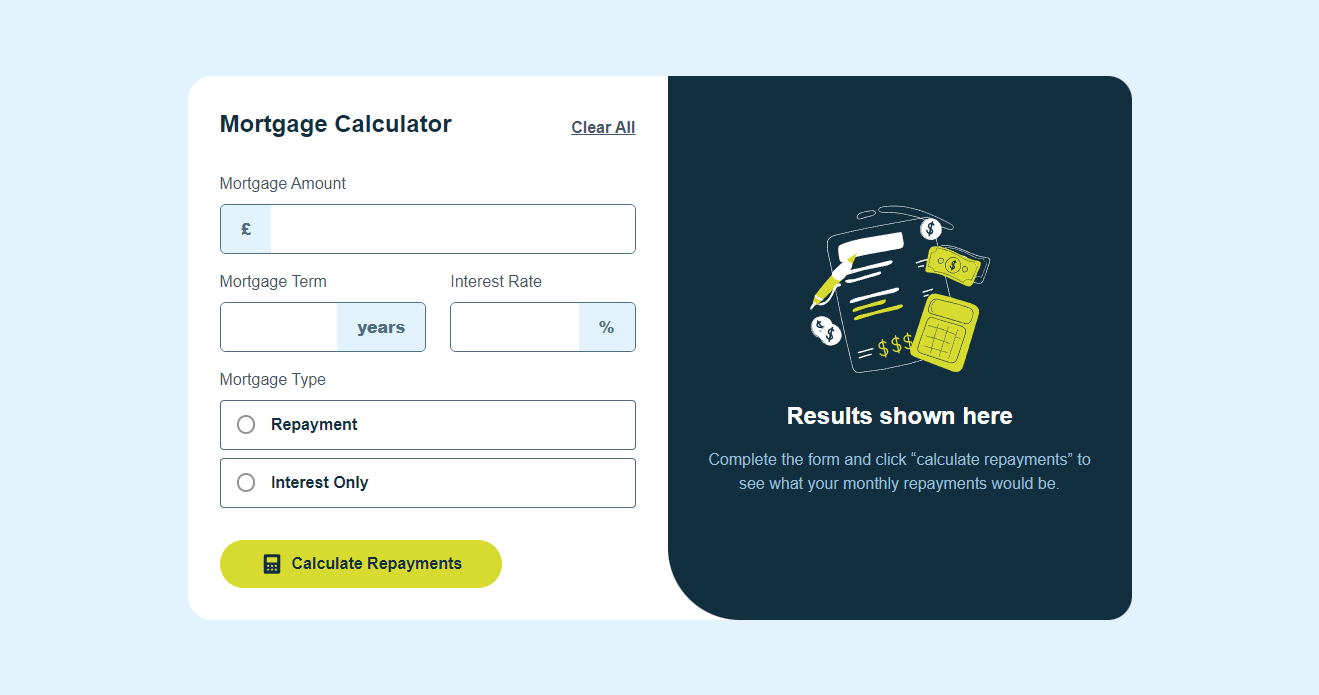 Mortgage Calculator
Clear All
Mortgage Amount
£
Mortgage Term
Interest Rate
years
%
Mortgage Type
Repayment
Interest Only
Calculate Repayments
$
$
$
$
$$$
Results shown here
Complete the form and click “calculate repayments” to
see what your monthly repayments would be.